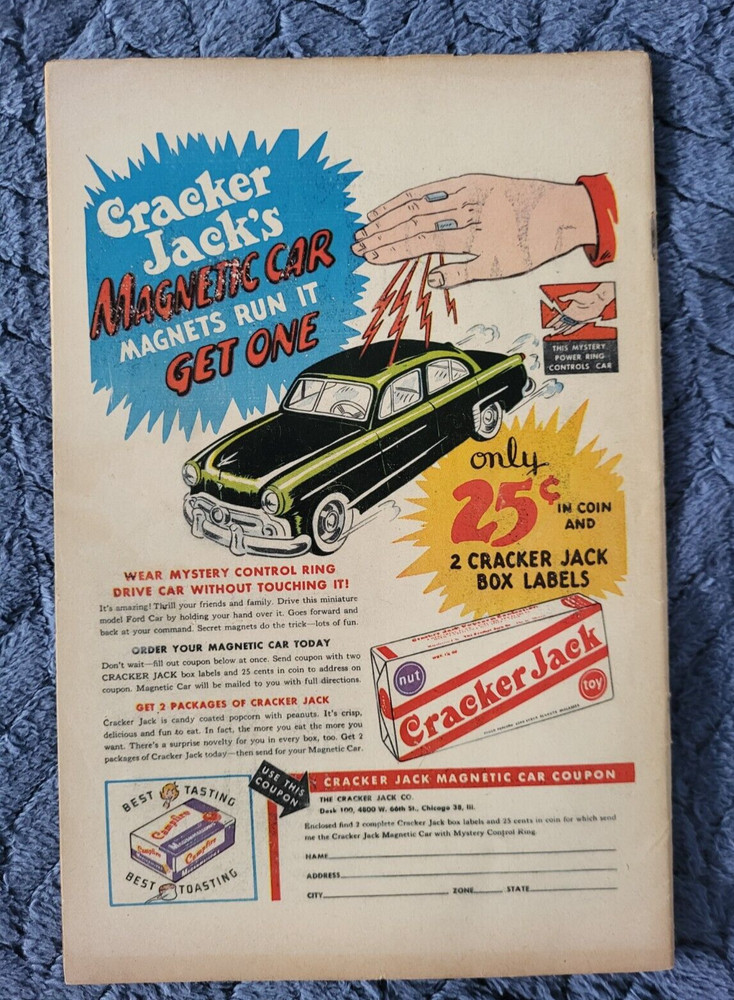 Cracker
Jack's
MAGNETIC CAR
MAGNETS RUN IT
GET ONE
THIS MYSTERY
POWER RING
CONTROLS CAR
only
25¢ IN COIN
AND
2 CRACKER JACK
BOX LABELS
WEAR MYSTERY CONTROL RING
DRIVE CAR WITHOUT TOUCHING IT!
It's amazing! Thrill your friends and family. Drive this miniature
model Ford Car by holding your hand over it. Goes forward and
back at your command. Secret magnets do the trick—lots of fun.
ORDER YOUR MAGNETIC CAR TODAY
Don't wait—fill out coupon below at once. Send coupon with two
CRACKER JACK box labels and 25 cents in coin to address on
coupon. Magnetic Car will be mailed to you with full directions.
GET 2 PACKAGES OF CRACKER JACK
Cracker Jack is candy coated popcorn with peanuts. It's crisp,
delicious and fun to eat. In fact, the more you eat the more you
want. There's a surprise novelty for you in every box, too. Get 2
packages of Cracker Jack today—then send for your Magnetic Car.
nut
Cracker Jack
toy
BEST TASTING
Campfire
Campfire
Campfire
BEST TOASTING
USE THIS
COUPON
CRACKER JACK MAGNETIC CAR COUPON
THE CRACKER JACK CO.
Desk 100, 4800 W. 66th St., Chicago 38, Ill.
Enclosed find 2 complete Cracker Jack box labels and 25 cents in coin for which send
me the Cracker Jack Magnetic Car with Mystery Control Ring.
NAME
ADDRESS
CITY ZONE STATE